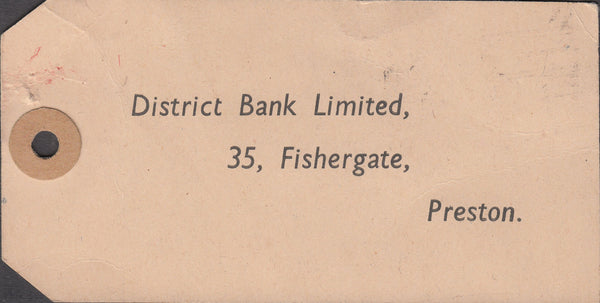 District Bank Limited,
35, Fishergate,
Preston.